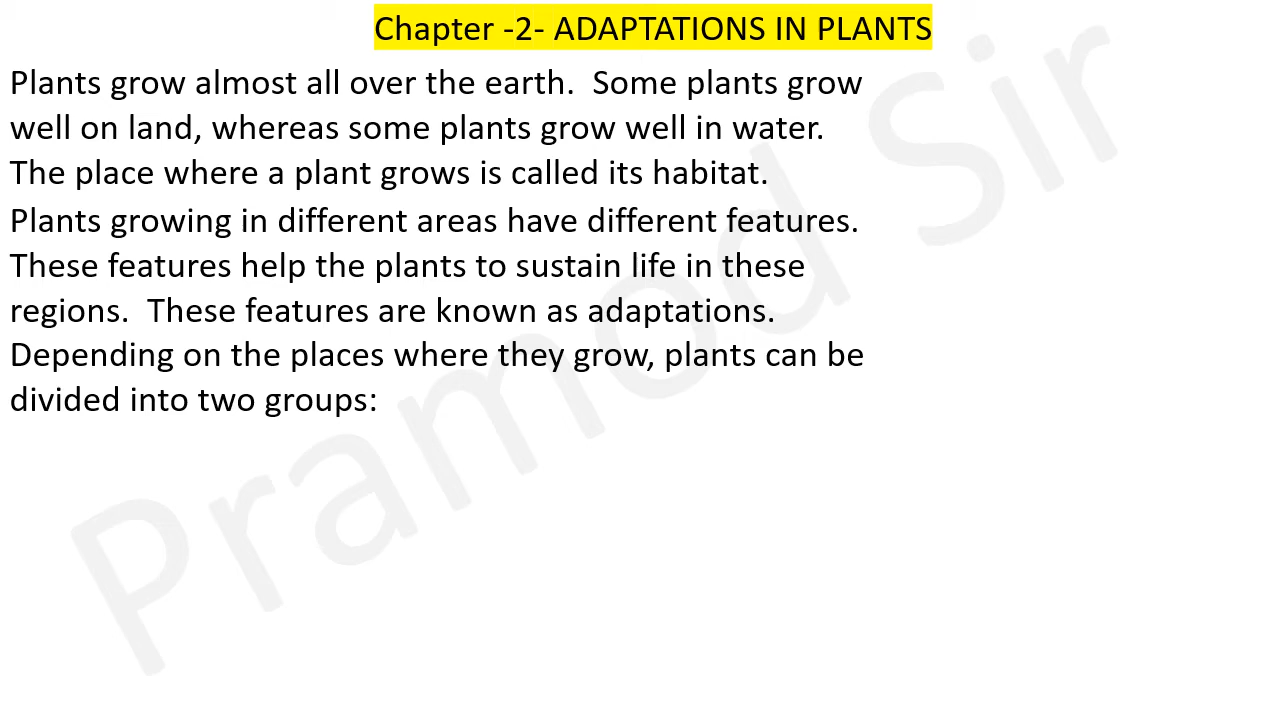 Chapter -2- ADAPTATIONS IN PLANTS
Plants grow almost all over the earth.  Some plants grow
well on land, whereas some plants grow well in water.
The place where a plant grows is called its habitat.
Plants growing in different areas have different features.
These features help the plants to sustain life in these
regions.  These features are known as adaptations.
Depending on the places where they grow, plants can be
divided into two groups:
Pramod Sir